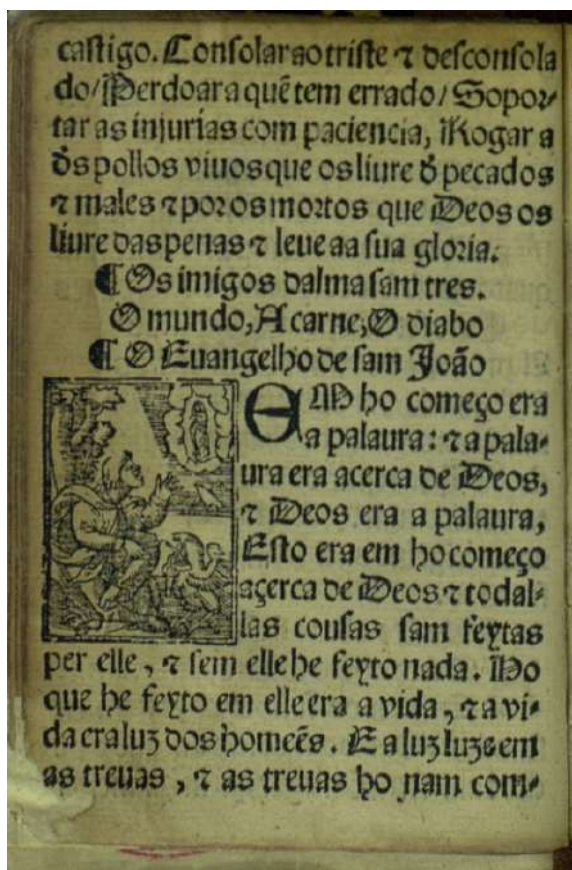 castigo. Consolar ao triste ⁊ desconsola
do/ Perdoar a quẽ tem errado/ Sopor-
tar as injurias com paciencia, Rogar a
ds̃ pollos viuos que os liure d̃ pecados
⁊ males ⁊ por os mortos que Deos os
liure das penas ⁊ leue aa sua gloria.
¶ Os imigos dalma sam tres.
O mundo, A carne, O diabo
¶ O Euangelho de sam João
EM ho começo era
a palaura: ⁊ a pala-
ura era acerca de Deos,
⁊ Deos era a palaura,
Esto era em ho começo
açerca de Deos ⁊ todal-
las cousas sam feytas
per elle, ⁊ sem elle he feyto nada. Ho
que he feyto em elle era a vida, ⁊ a vi-
da era luz dos homeẽs. E a luz luze em
as treuas, ⁊ as treuas ho nam com-